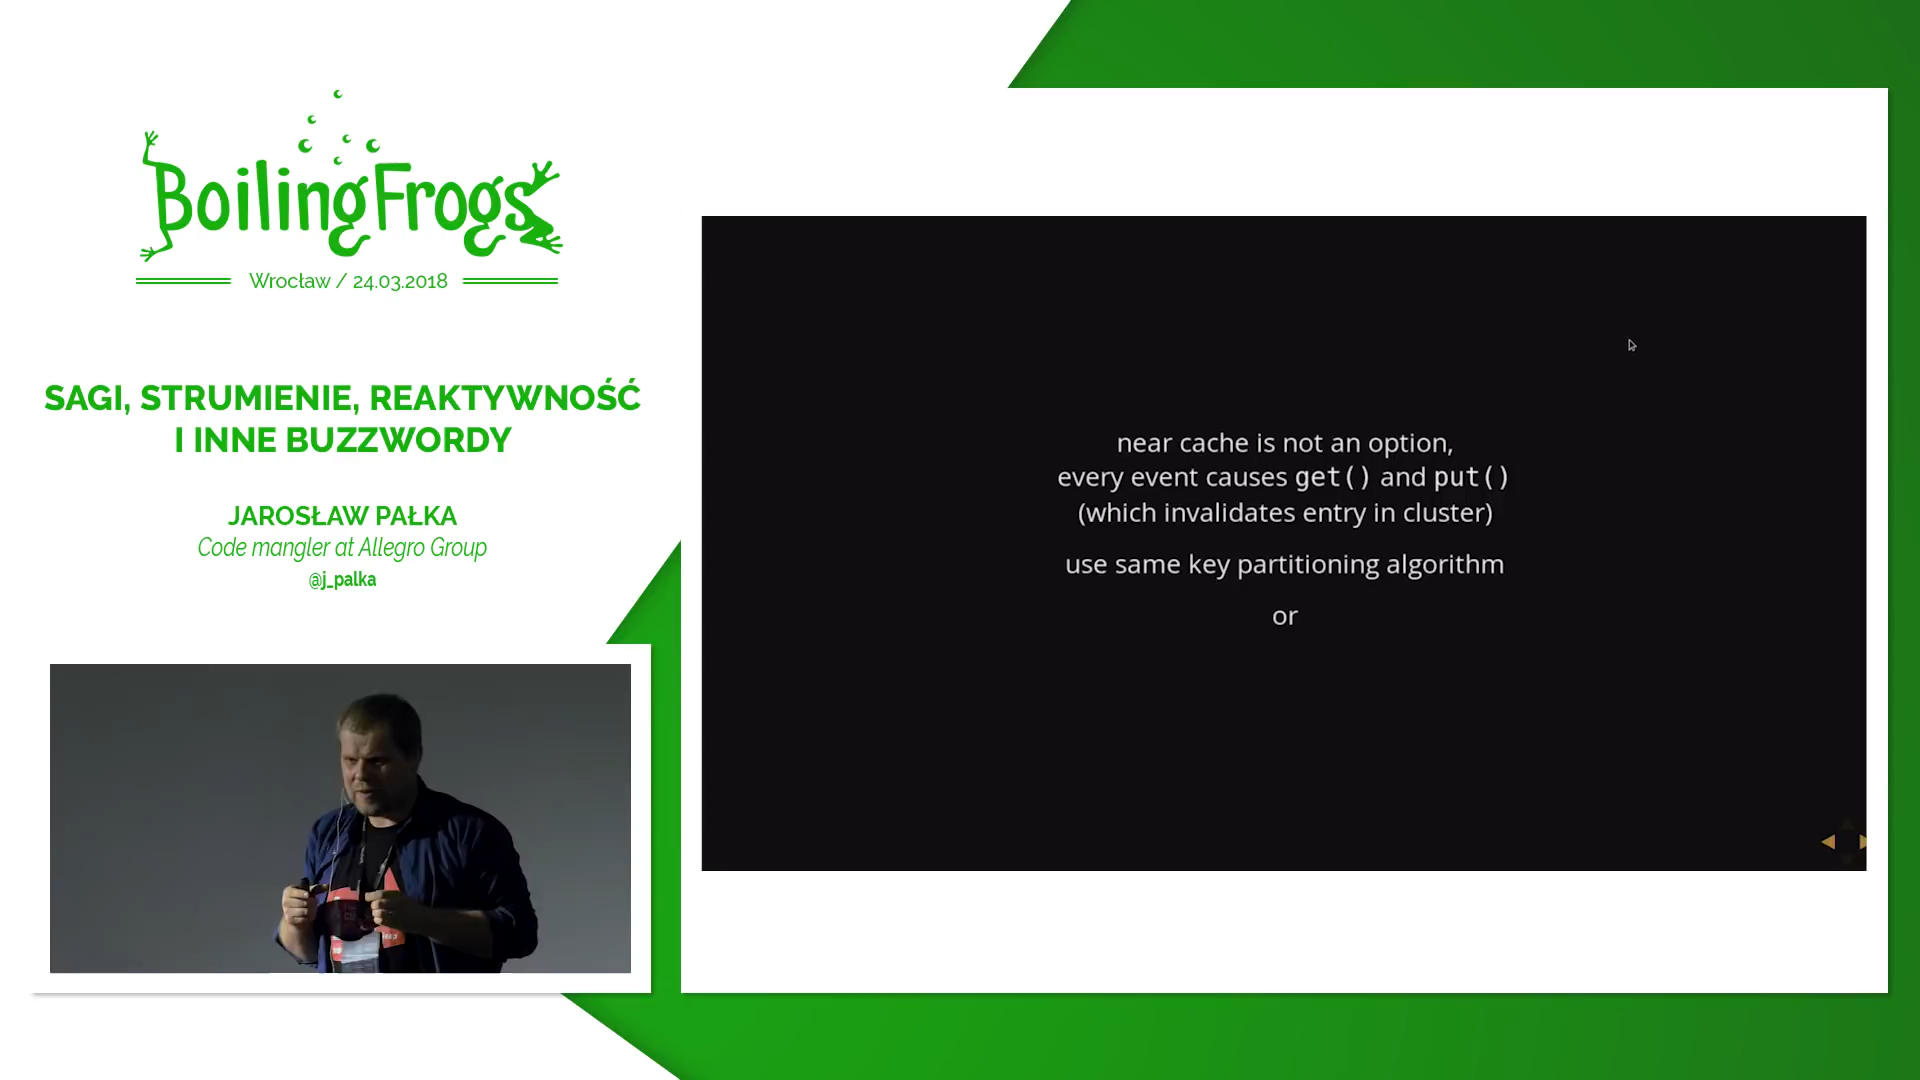 BoilingFrogs
Wrocław / 24.03.2018
SAGI, STRUMIENIE, REAKTYWNOŚĆ
I INNE BUZZWORDY
JAROSŁAW PAŁKA
Code mangler at Allegro Group
@j_palka
near cache is not an option,
every event causes get() and put()
(which invalidates entry in cluster)
use same key partitioning algorithm
or